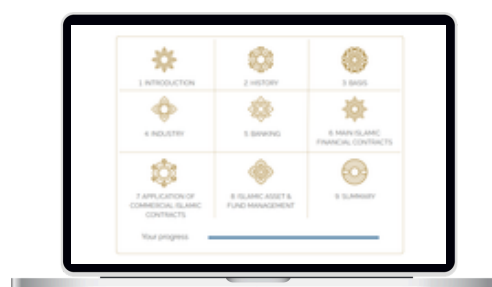 1. INTRODUCTION
2. HISTORY
3. BASIS
4. INDUSTRY
5. BANKING
6. MAIN ISLAMIC
FINANCIAL CONTRACTS
7. APPLICATION OF
COMMERCIAL ISLAMIC
CONTRACTS
8. ISLAMIC ASSET &
FUND MANAGEMENT
9. SUMMARY
Your progress